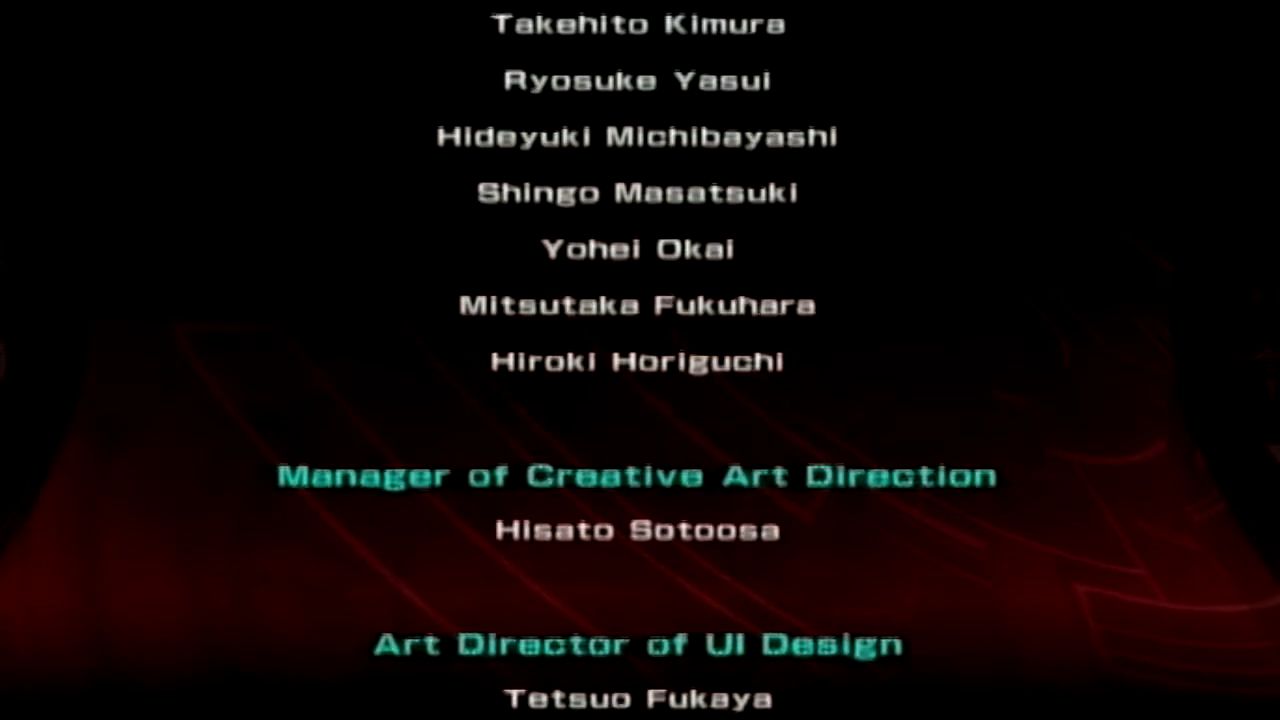 Takehito Kimura
Ryosuke Yasui
Hideyuki Michibayashi
Shingo Masatsuki
Yohei Okai
Mitsutaka Fukuhara
Hiroki Horiguchi
Manager of Creative Art Direction
Hisato Sotoosa
Art Director of UI Design
Tetsuo Fukaya